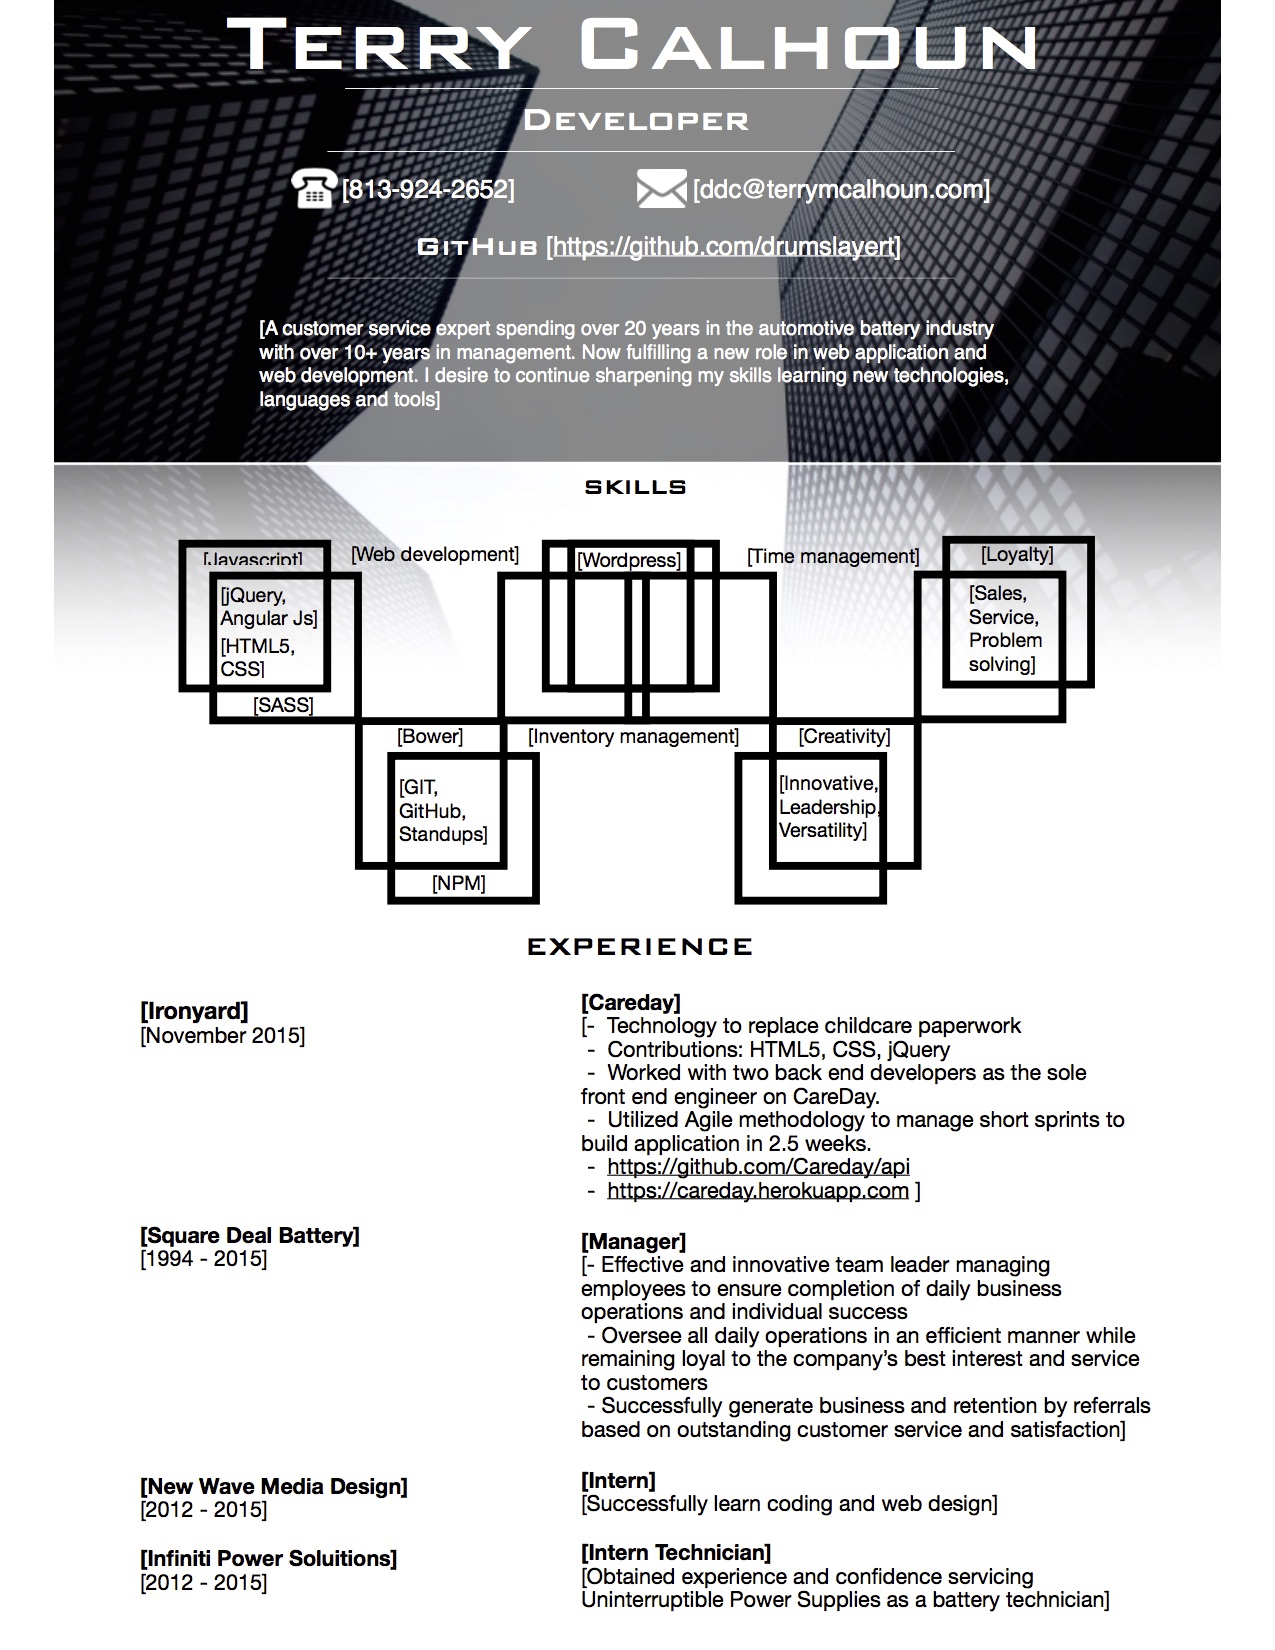 TERRY CALHOUN
DEVELOPER
[813-924-2652] [ddc@terrymcalhoun.com]
GITHUB [https://github.com/drumslayert]
[A customer service expert spending over 20 years in the automotive battery industry
with over 10+ years in management. Now fulfilling a new role in web application and
web development. I desire to continue sharpening my skills learning new technologies,
languages and tools]
SKILLS
[Javascript]
[Web development]
[Wordpress]
[Time management]
[Loyalty]
[jQuery,
Angular Js]
[HTML5,
CSS]
[SASS]
[Sales,
Service,
Problem
solving]
[Bower]
[Inventory management]
[Creativity]
[GIT,
GitHub,
Standups]
[NPM]
[Innovative,
Leadership,
Versatility]
EXPERIENCE
[Ironyard]
[November 2015]
[Careday]
[- Technology to replace childcare paperwork
- Contributions: HTML5, CSS, jQuery
- Worked with two back end developers as the sole
front end engineer on CareDay.
- Utilized Agile methodology to manage short sprints to
build application in 2.5 weeks.
- https://github.com/Careday/api
- https://careday.herokuapp.com ]
[Square Deal Battery]
[1994 - 2015]
[Manager]
[- Effective and innovative team leader managing
employees to ensure completion of daily business
operations and individual success
- Oversee all daily operations in an efficient manner while
remaining loyal to the company’s best interest and service
to customers
- Successfully generate business and retention by referrals
based on outstanding customer service and satisfaction]
[New Wave Media Design]
[2012 - 2015]
[Intern]
[Successfully learn coding and web design]
[Infiniti Power Soluitions]
[2012 - 2015]
[Intern Technician]
[Obtained experience and confidence servicing
Uninterruptible Power Supplies as a battery technician]